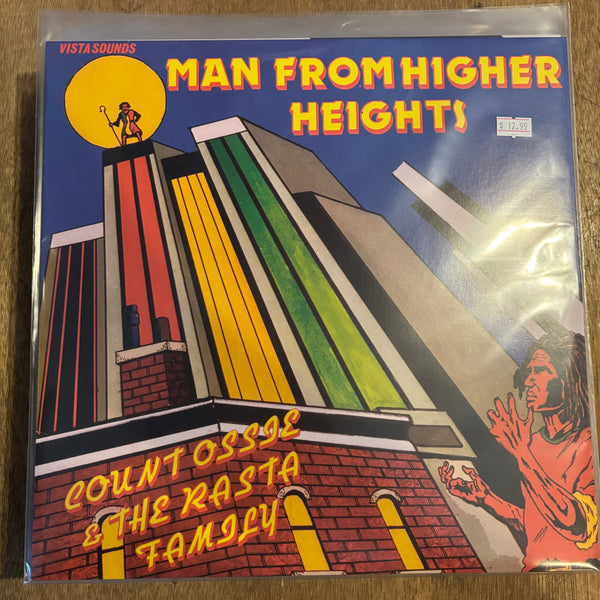 VISTA SOUNDS
MAN FROM HIGHER
HEIGHTS
$ 17.99
COUNT OSSIE
& THE RASTA
FAMILY